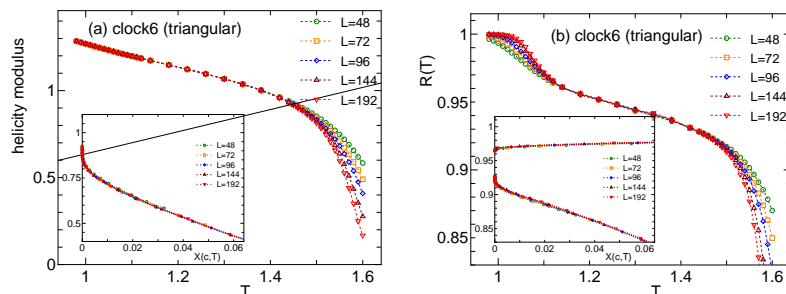 (a) clock6 (triangular)
L=48
L=72
L=96
L=144
L=192
helicity modulus
1.5
1
0.5
0
1
1.2
1.4
1.6
T
1
0.75
0.5
0
0.02
0.04
0.06
X(c,T)
L=48
L=72
L=96
L=144
L=192
(b) clock6 (triangular)
L=48
L=72
L=96
L=144
L=192
R(T)
1
0.95
0.9
0.85
1
1.2
1.4
1.6
T
1
0.95
0.9
0.85
0
0.02
0.04
0.06
X(c,T)
L=48
L=72
L=96
L=144
L=192